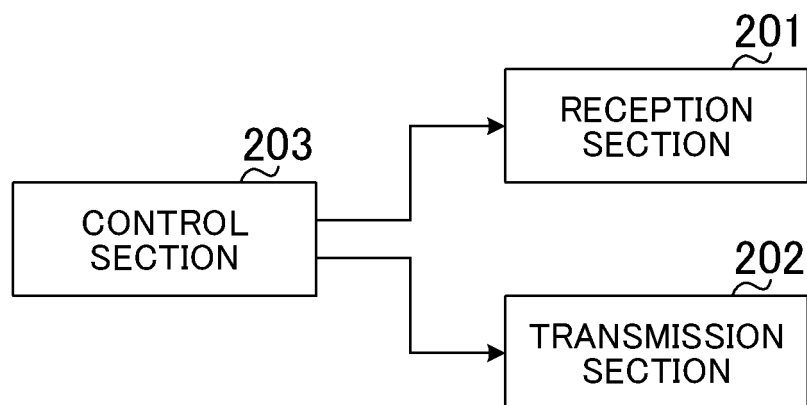 201
RECEPTION
SECTION
203
CONTROL
SECTION
202
TRANSMISSION
SECTION